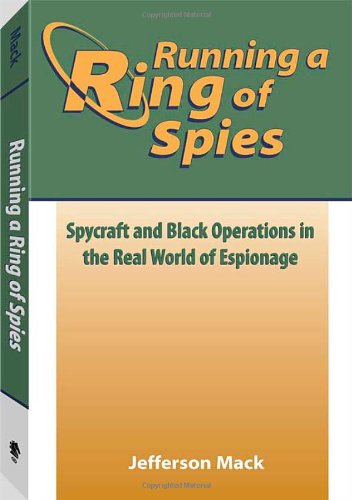 Mack
Running a Ring of Spies
Running a
Ring of
Spies
Spycraft and Black Operations in
the Real World of Espionage
Jefferson Mack